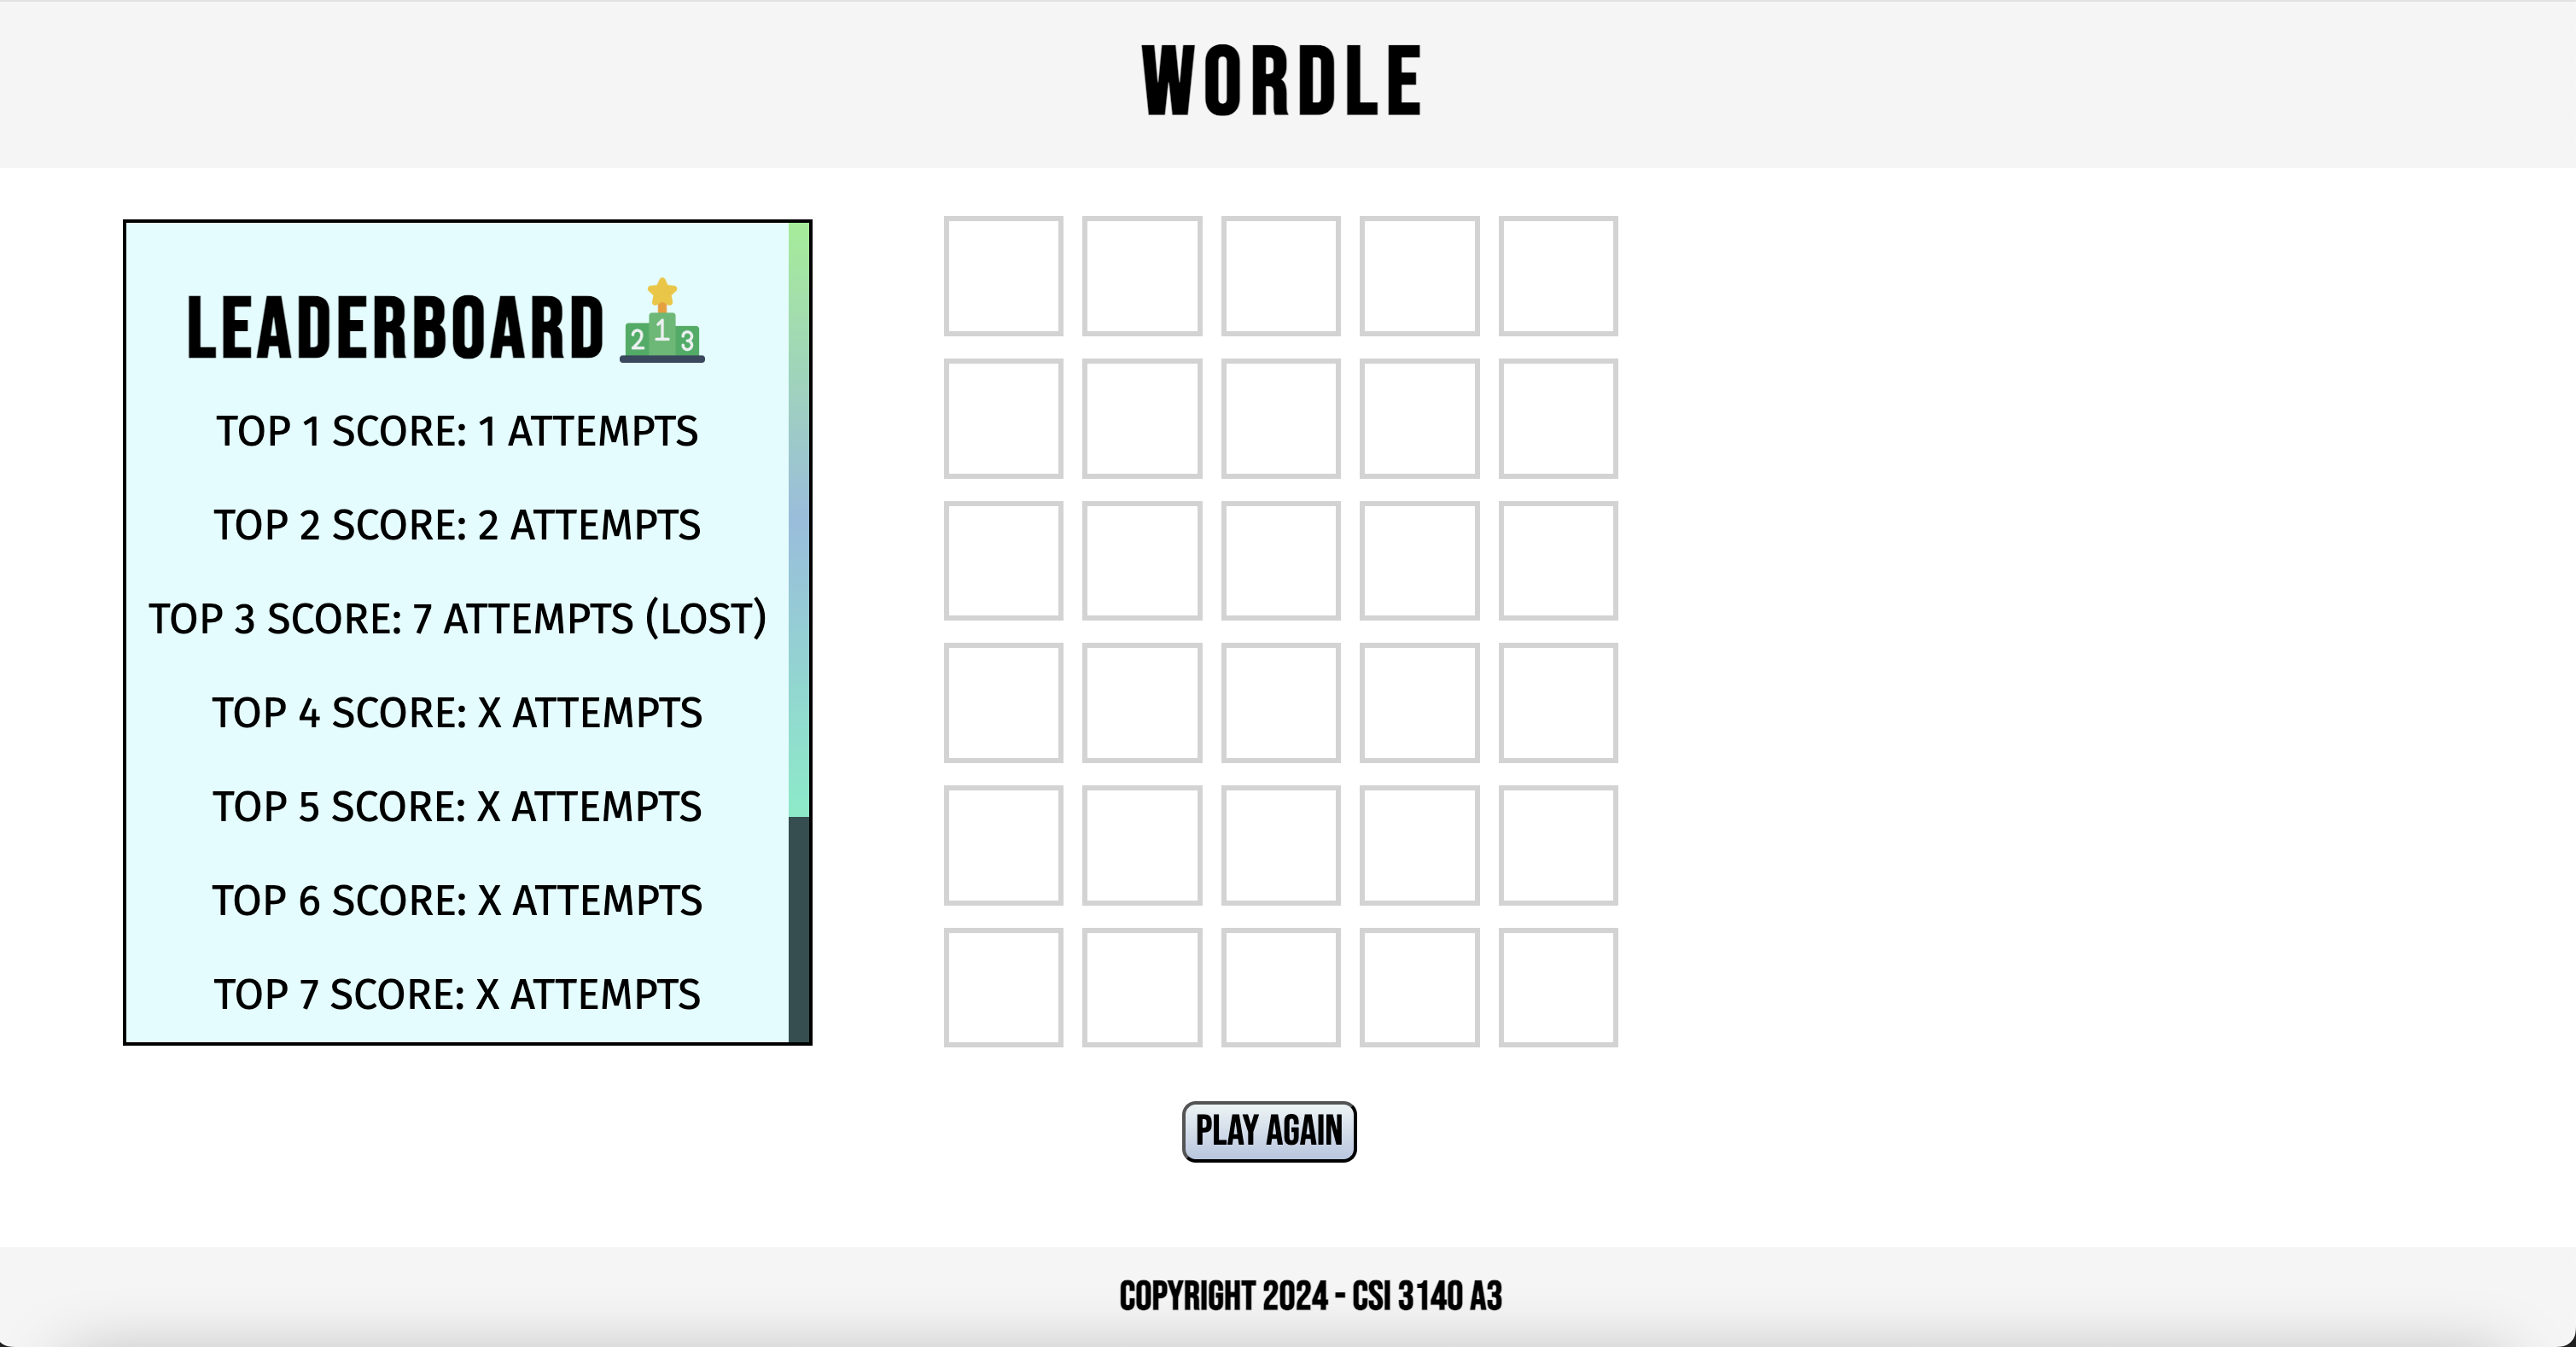 WORDLE
LEADERBOARD
2 1 3
TOP 1 SCORE: 1 ATTEMPTS
TOP 2 SCORE: 2 ATTEMPTS
TOP 3 SCORE: 7 ATTEMPTS (LOST)
TOP 4 SCORE: X ATTEMPTS
TOP 5 SCORE: X ATTEMPTS
TOP 6 SCORE: X ATTEMPTS
TOP 7 SCORE: X ATTEMPTS
PLAY AGAIN
COPYRIGHT 2024 - CSI 3140 A3